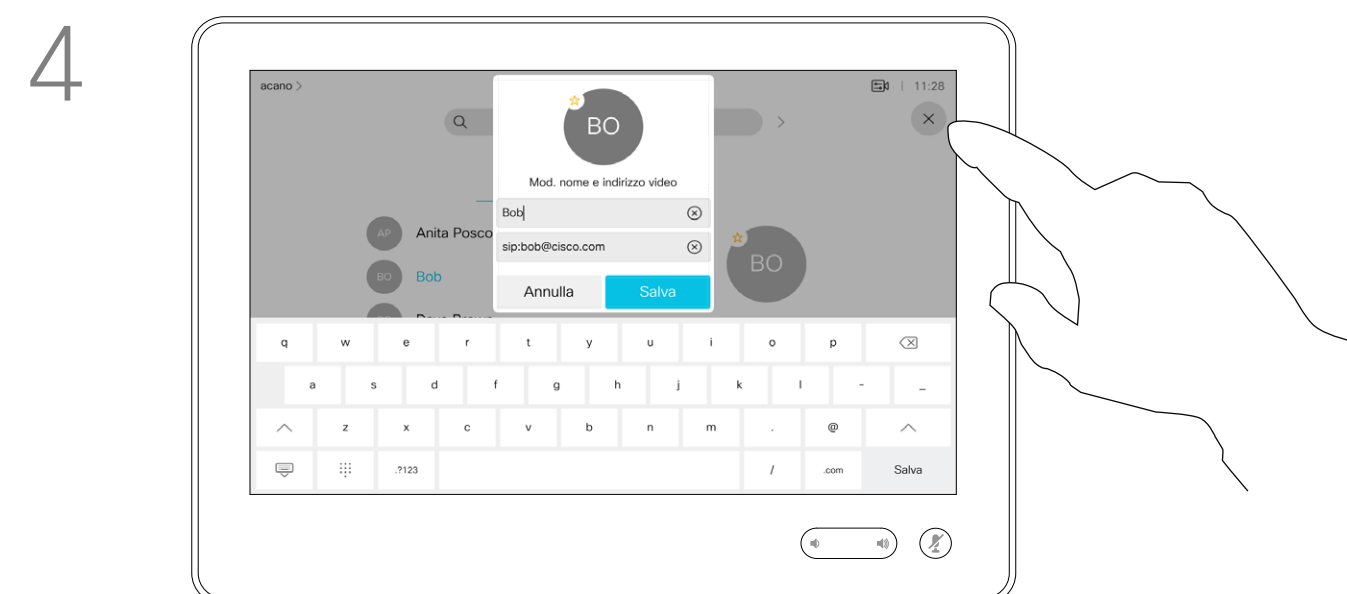 4
acano >
11:28
BO
Mod. nome e indirizzo video
Bob
sip:bob@cisco.com
Annulla Salva
AP Anita Posco
BO Bob
BO
q w e r t y u i o p
a s d f g h j k l - _
z x c v b n m . @
.?123 / .com Salva